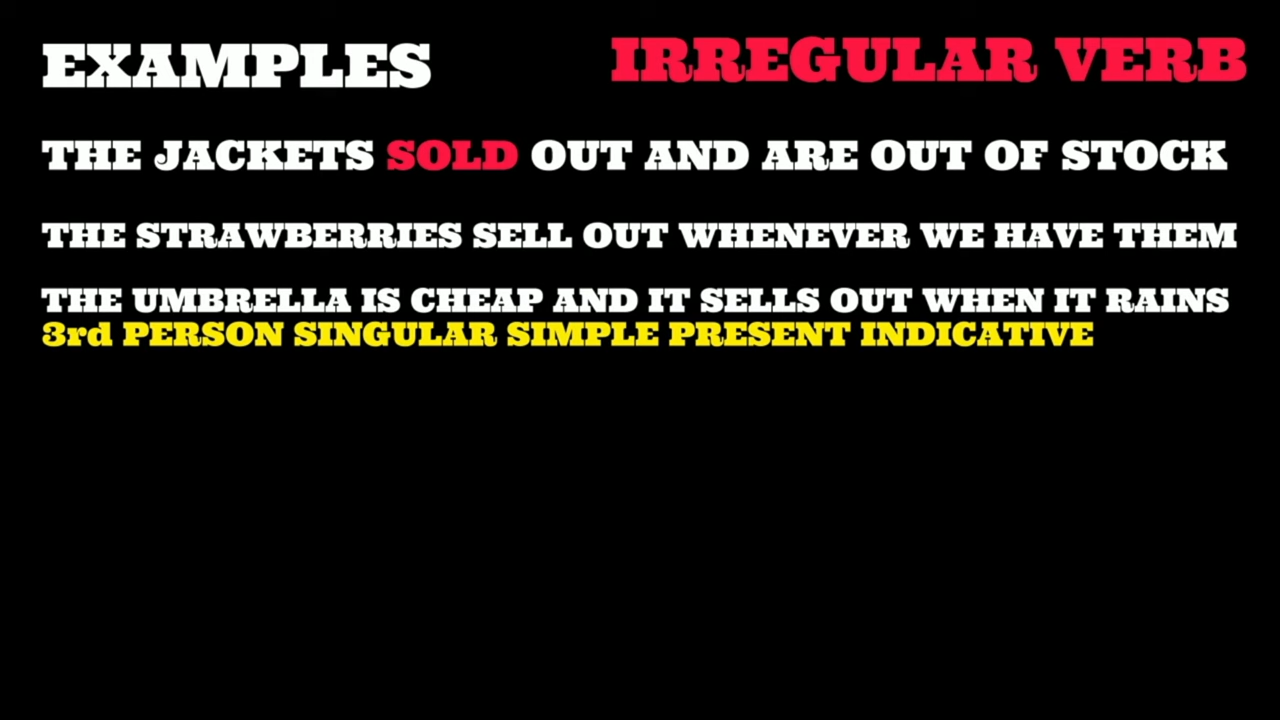 EXAMPLES
IRREGULAR VERB
THE JACKETS SOLD OUT AND ARE OUT OF STOCK
THE STRAWBERRIES SELL OUT WHENEVER WE HAVE THEM
THE UMBRELLA IS CHEAP AND IT SELLS OUT WHEN IT RAINS
3rd PERSON SINGULAR SIMPLE PRESENT INDICATIVE